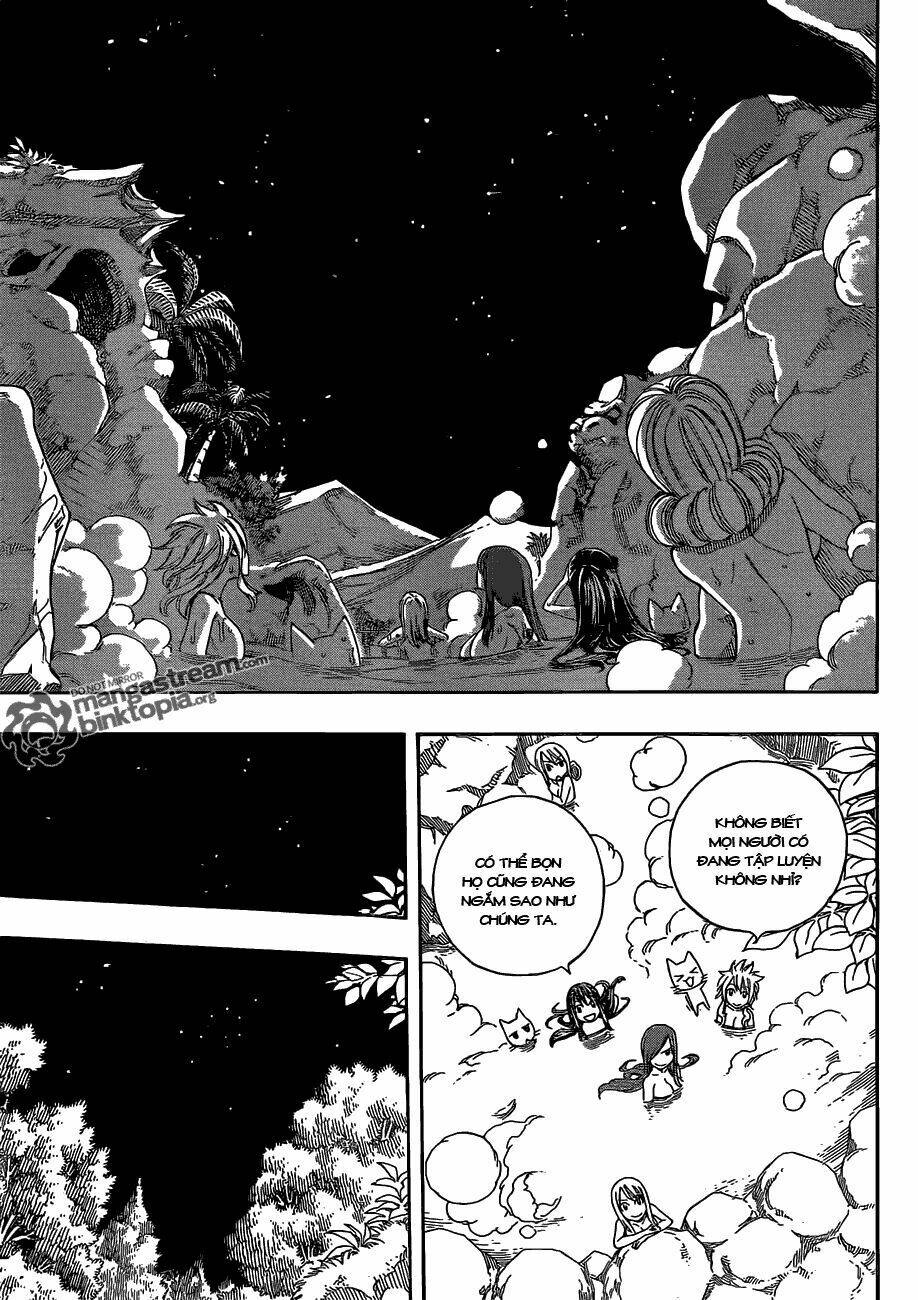 DO NOT MIRROR
mangastream.com
binktopia.org
KHÔNG BIẾT
MỌI NGƯỜI CÓ
ĐANG TẬP LUYỆN
KHÔNG NHỈ?
CÓ THỂ BỌN
HỌ CŨNG ĐANG
NGẮM SAO NHƯ
CHÚNG TA.